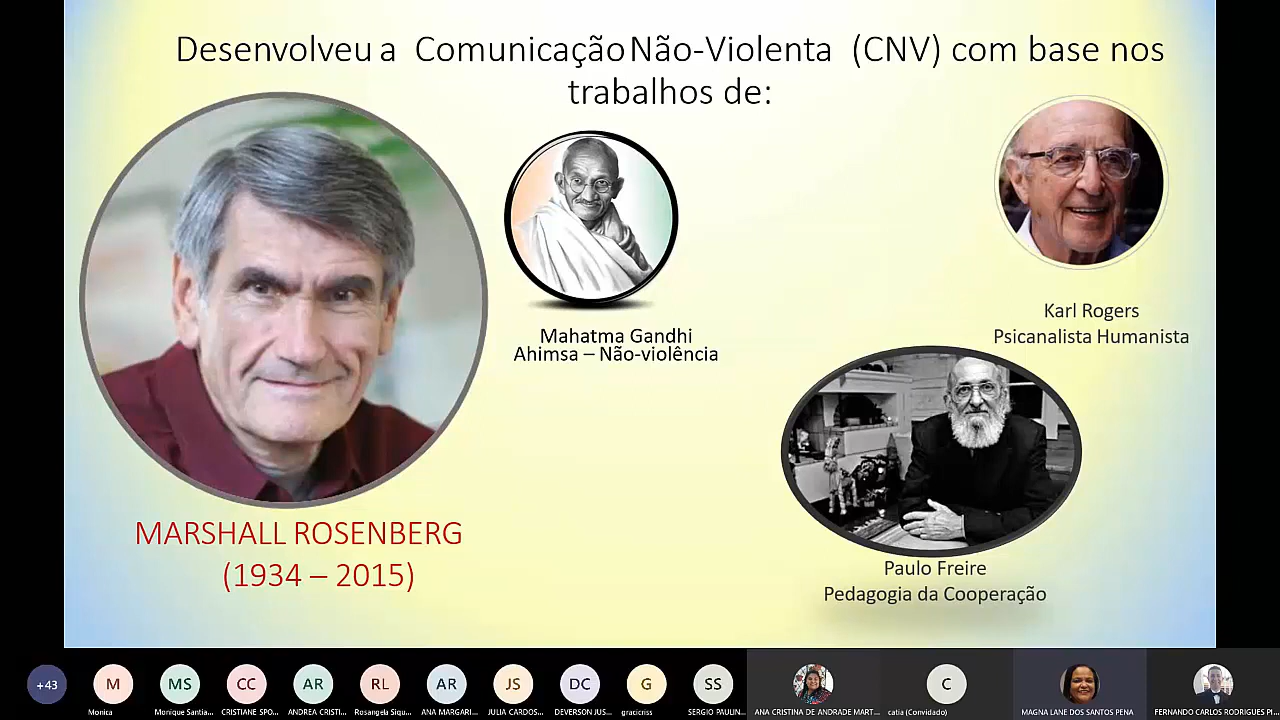 Desenvolveu a Comunicação Não-Violenta (CNV) com base nos
trabalhos de:
Mahatma Gandhi
Ahimsa – Não-violência
Karl Rogers
Psicanalista Humanista
Paulo Freire
Pedagogia da Cooperação
MARSHALL ROSENBERG
(1934 – 2015)
+43
M
MS
CC
AR
RL
AR
JS
DC
G
SS
C
Monica
Monique Santia...
CRISTIANE SPO...
ANDREA CRISTI...
Rosangela Siqu...
ANA MARGARI...
JULIA CARDOS...
DEVERSON JUS...
gracicriss
SERGIO PAULIN...
ANA CRISTINA DE ANDRADE MART...
catia (Convidado)
MAGNA LANE DOS SANTOS PENA
FERNANDO CARLOS RODRIGUES PI...